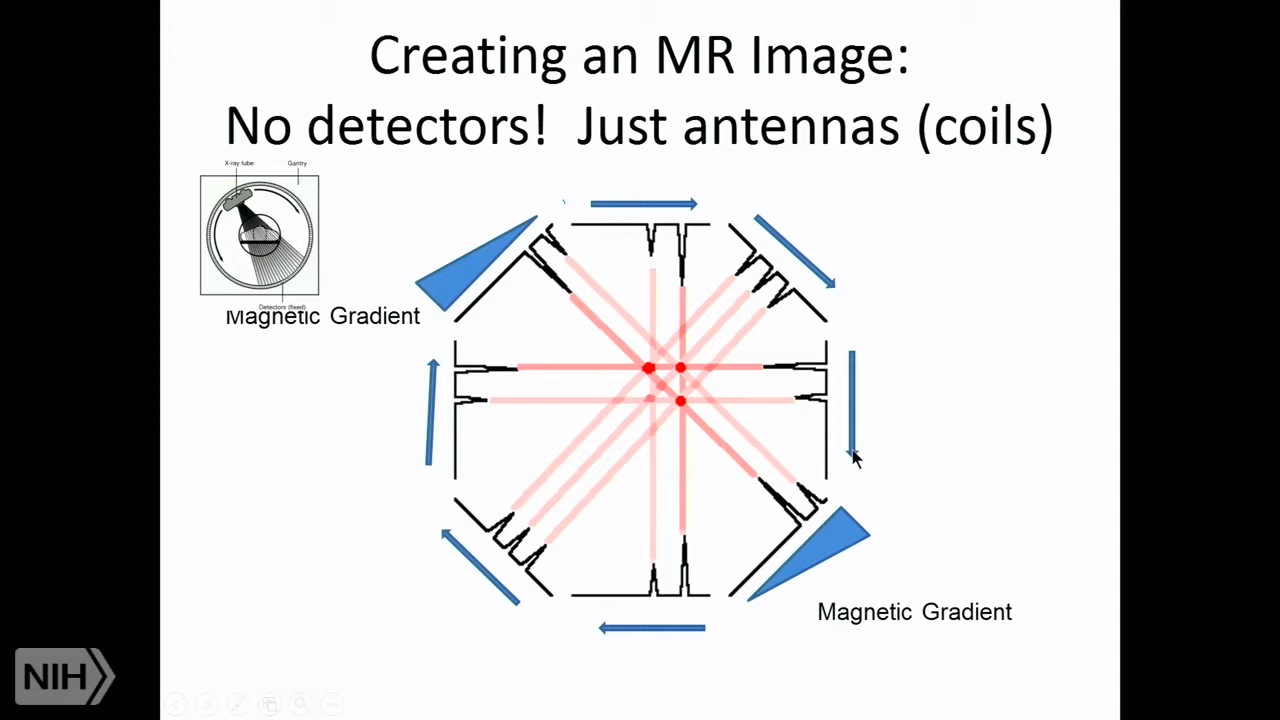 Creating an MR Image:
No detectors! Just antennas (coils)
X-ray tube
Gantry
Detectors (fixed)
Magnetic Gradient
Magnetic Gradient
NIH